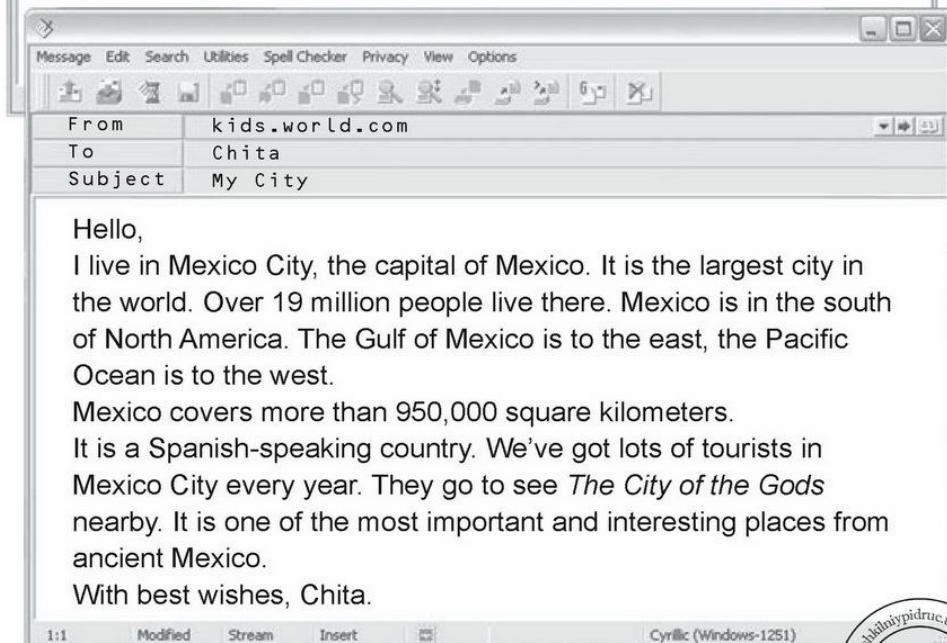 Message Edit Search Utilities Spell Checker Privacy View Options
From kids.world.com
To Chita
Subject My City
Hello,
I live in Mexico City, the capital of Mexico. It is the largest city in
the world. Over 19 million people live there. Mexico is in the south
of North America. The Gulf of Mexico is to the east, the Pacific
Ocean is to the west.
Mexico covers more than 950,000 square kilometers.
It is a Spanish-speaking country. We've got lots of tourists in
Mexico City every year. They go to see The City of the Gods
nearby. It is one of the most important and interesting places from
ancient Mexico.
With best wishes, Chita.
1:1 Modified Stream Insert Cyrillic (Windows-1251)